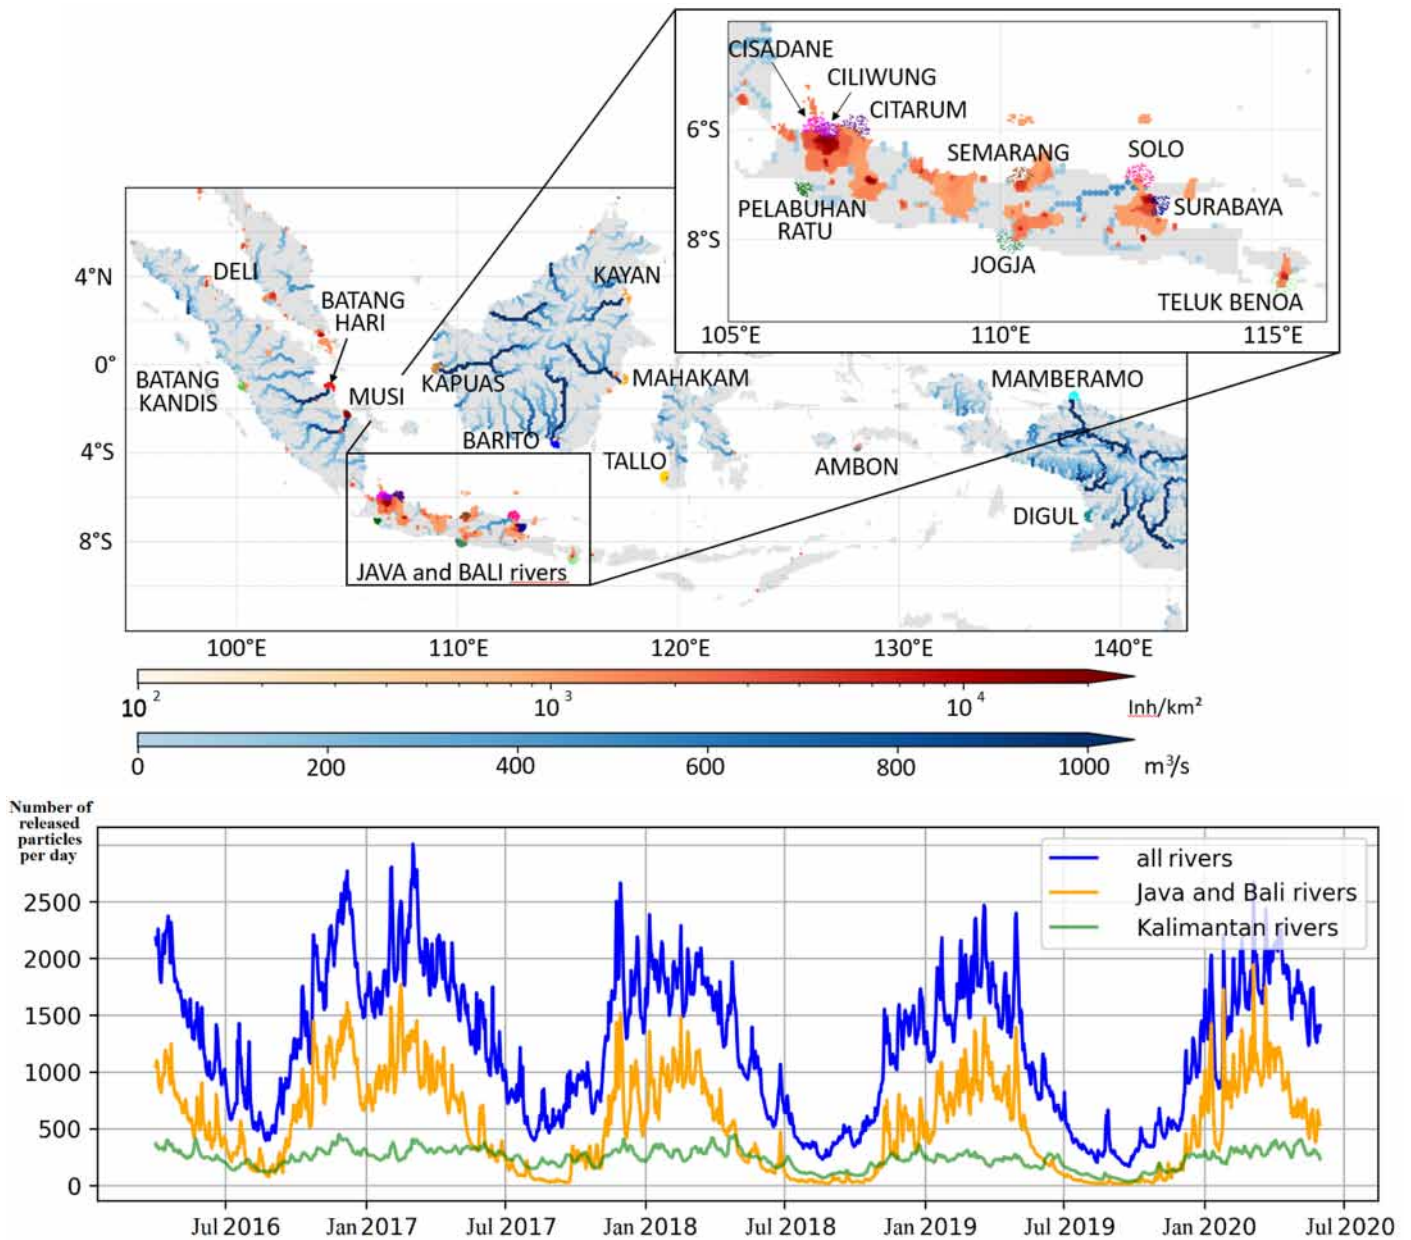 CISADANE
CILIWUNG
CITARUM
6°S
SEMARANG
SOLO
PELABUHAN
RATU
SURABAYA
8°S
JOGJA
TELUK BENOA
105°E
110°E
115°E
4°N
DELI
BATANG
HARI
KAYAN
0°
BATANG
KANDIS
MUSI
KAPUAS
MAHAKAM
MAMBERAMO
BARITO
4°S
TALLO
AMBON
DIGUL
8°S
JAVA and BALI rivers
100°E
110°E
120°E
130°E
140°E
10 2
10 3
10 4
Inh/km²
0
200
400
600
800
1000
m³/s
Number of
released
particles
per day
all rivers
Java and Bali rivers
Kalimantan rivers
2500
2000
1500
1000
500
0
Jul 2016
Jan 2017
Jul 2017
Jan 2018
Jul 2018
Jan 2019
Jul 2019
Jan 2020
Jul 2020